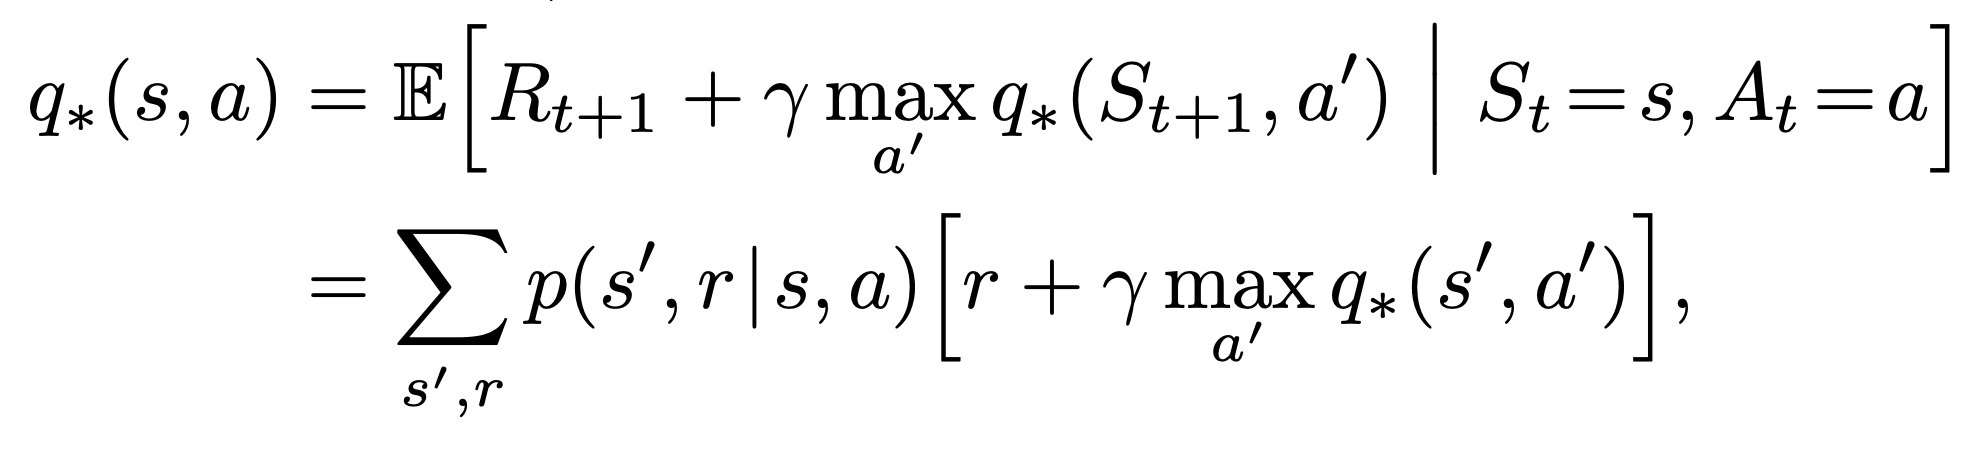 q_*(s, a) = 𝔼[R_{t+1} + γ max_{a′} q_*(S_{t+1}, a′) | S_t = s, A_t = a]
= ∑_{s′,r} p(s′, r | s, a)[r + γ max_{a′} q_*(s′, a′)],